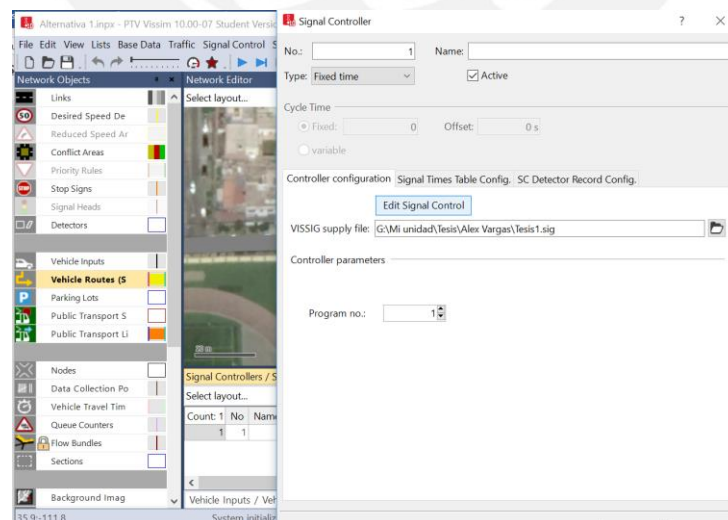 Alternativa 1.inpx - PTV Vissim 10.00-07 Student Versi
File Edit View Lists Base Data Traffic Signal Control S
Network Objects
Links
Desired Speed De
Reduced Speed Ar
Conflict Areas
Priority Rules
Stop Signs
Signal Heads
Detectors
Vehicle Inputs
Vehicle Routes (S
Parking Lots
Public Transport S
Public Transport Li
Nodes
Data Collection Po
Vehicle Travel Tim
Queue Counters
Flow Bundles
Sections
Background Imag
35.9:-111.8
Network Editor
Select layout...
Signal Controllers / S
Select layout...
Count: 1 No Nam
1 1
Vehicle Inputs / Veh
System initializ
Signal Controller ? X
No.: 1 Name:
Type: Fixed time Active
Cycle Time
Fixed: 0 Offset: 0 s
variable
Controller configuration Signal Times Table Config. SC Detector Record Config.
Edit Signal Control
VISSIG supply file: G:\Mi unidad\Tesis\Alex Vargas\Tesis1.sig
Controller parameters
Program no.: 1